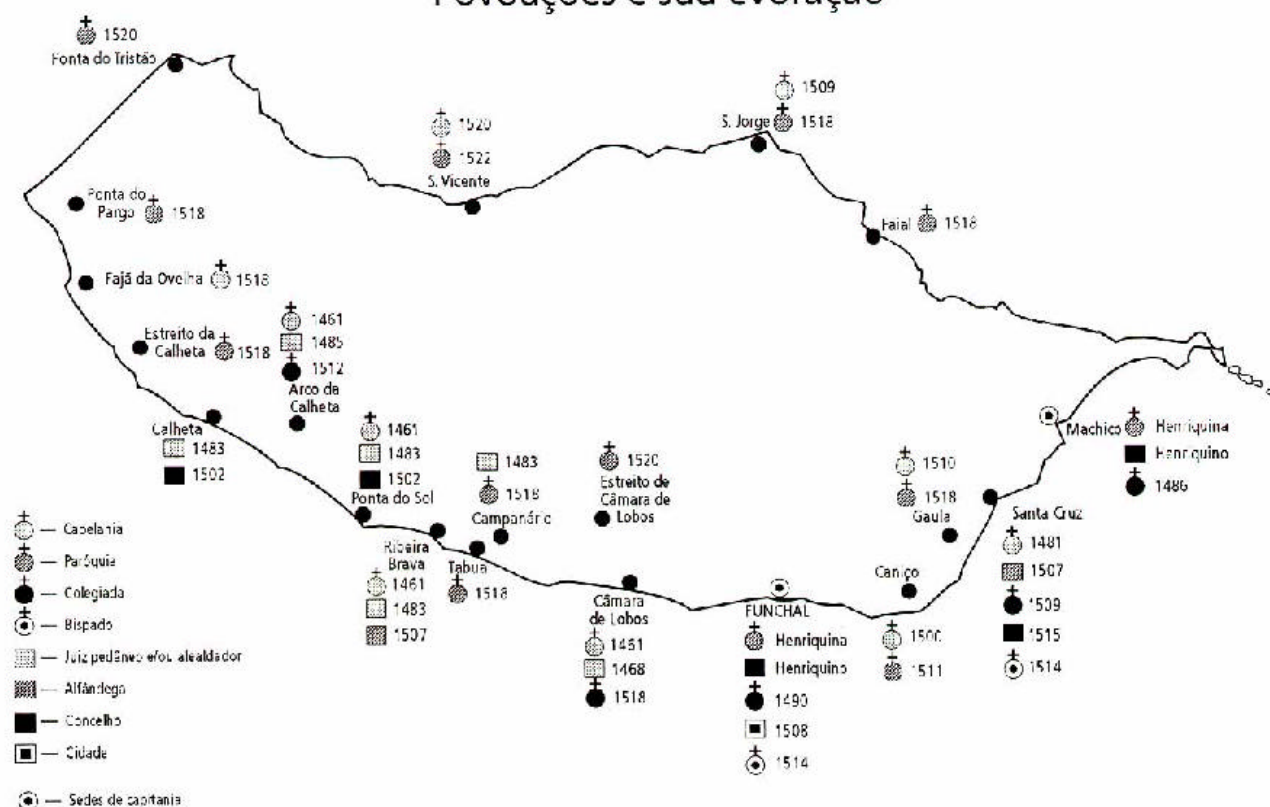 Povoações e sua evolução
1520
Fonta do Tristão
1509
S. Jorge
1518
1520
1522
S. Vicente
Ponta do
Pargo
1518
Faial
1518
Fajã da Ovelha
1518
Estreito da
Calheta
1518
1461
1485
1512
Arco da
Calheta
Calheta
1483
1502
1461
1483
1502
Ponta do Sol
1483
1518
Campanário
1520
Estreito de
Câmara de
Lobos
1510
1518
Gaula
Machico
Henriquina
Henriquino
1486
Santa Cruz
1481
1507
1509
1515
1514
Ribeira
Brava
1461
1483
1507
Tabua
1518
Câmara
de Lobos
1461
1468
1518
FUNCHAL
Henriquina
Henriquino
1490
1508
1514
Caniço
1500
1511
— Capelania
— Paróquia
— Colegiada
— Bispado
— Juiz pedâneo e/ou alealdador
— Alfândega
— Concelho
— Cidade
— Sedes de capitania